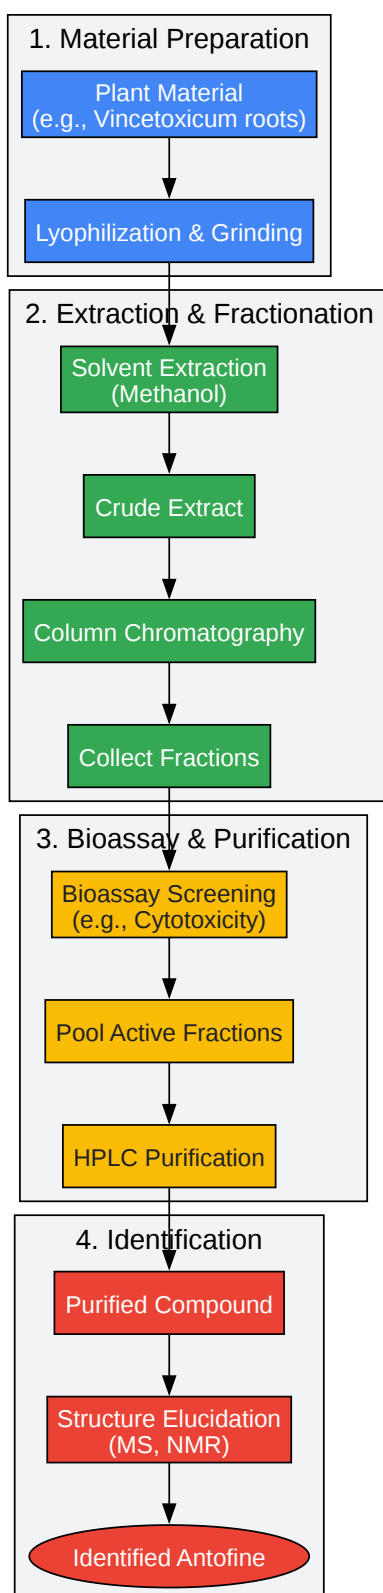 1. Material Preparation
Plant Material
(e.g., Vincetoxicum roots)
Lyophilization & Grinding
2. Extraction & Fractionation
Solvent Extraction
(Methanol)
Crude Extract
Column Chromatography
Collect Fractions
3. Bioassay & Purification
Bioassay Screening
(e.g., Cytotoxicity)
Pool Active Fractions
HPLC Purification
4. Identification
Purified Compound
Structure Elucidation
(MS, NMR)
Identified Antofine